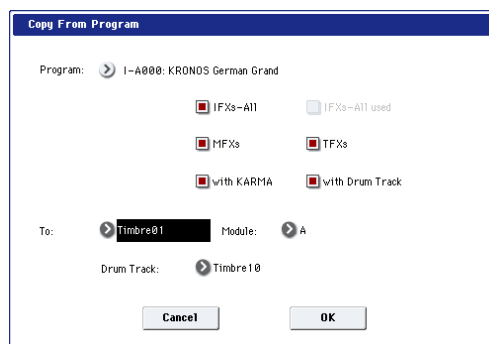 Copy From Program
Program: I-A000: KRONOS German Grand
IFXs-All IFXs-All used
MFXs TFXs
with KARMA with Drum Track
To: Timbre01 Module: A
Drum Track: Timbre10
Cancel OK